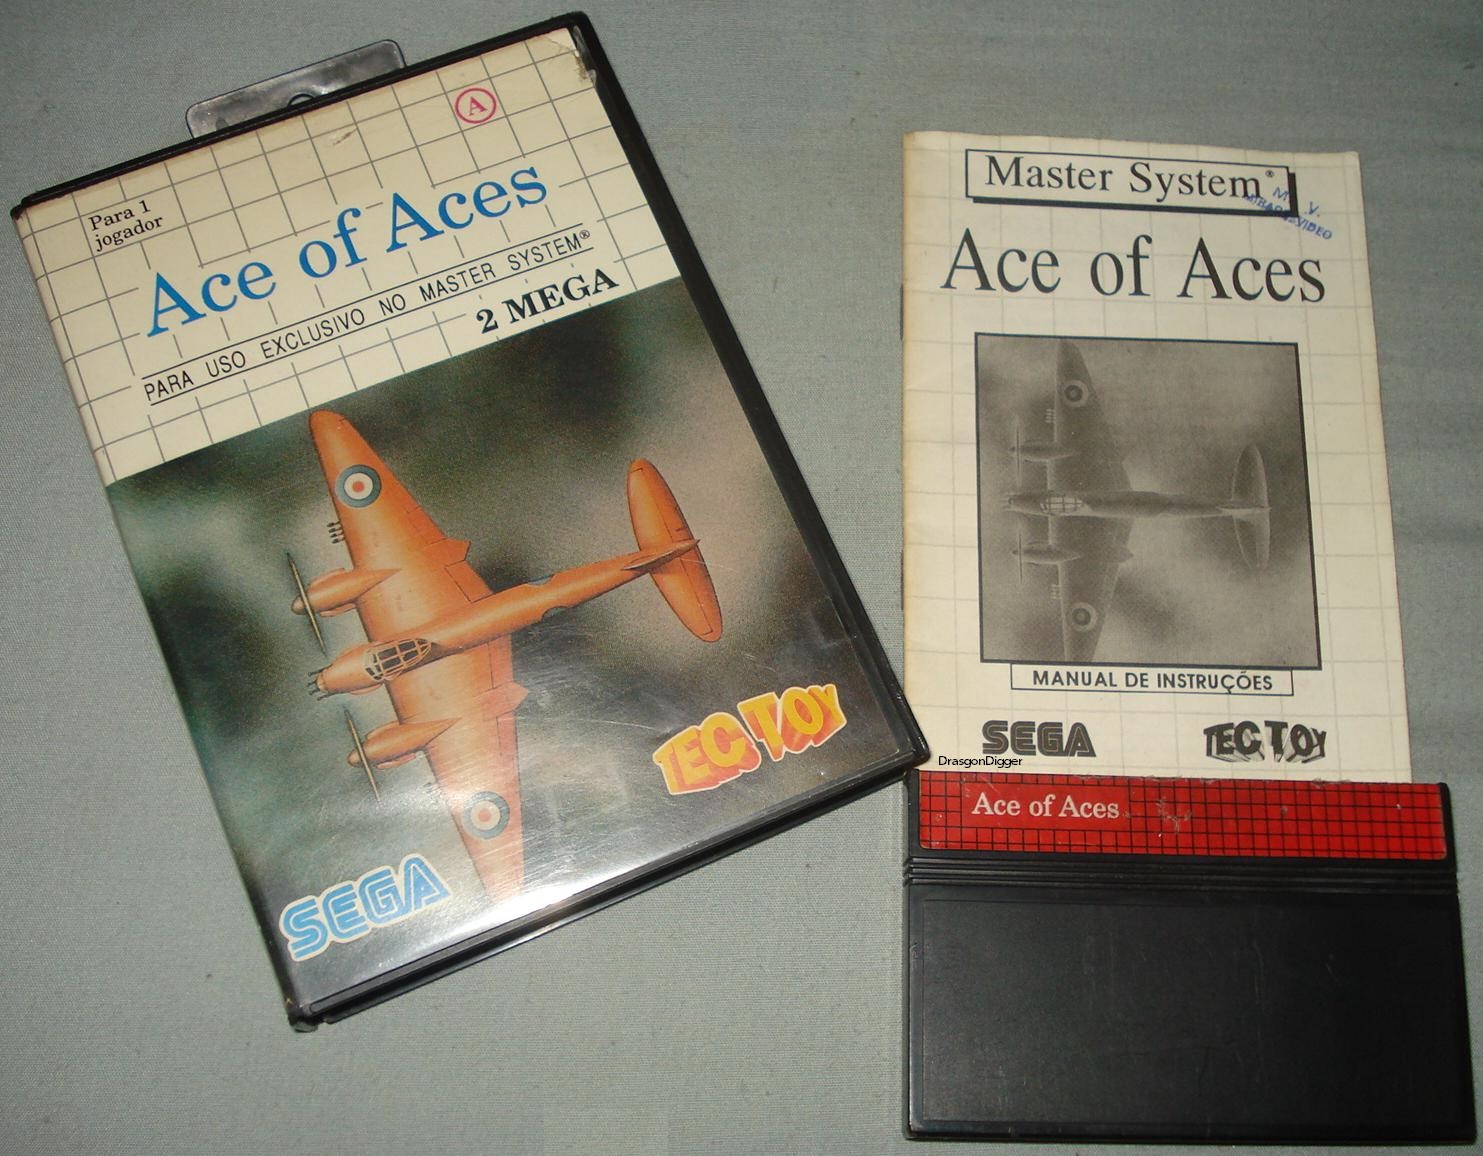 A
Para 1
jogador
Ace of Aces
PARA USO EXCLUSIVO NO MASTER SYSTEM®
2 MEGA
TEC TOY
SEGA
Master System®
Ace of Aces
MANUAL DE INSTRUÇÕES
SEGA
TEC TOY
DrasgonDigger
Ace of Aces